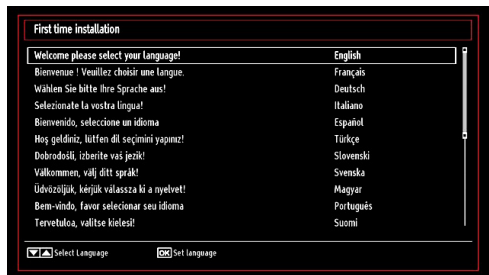 First time installation
Welcome please select your language! English
Bienvenue ! Veuillez choisir une langue. Français
Wählen Sie bitte Ihre Sprache aus! Deutsch
Selezionate la vostra lingua! Italiano
Bienvenido, seleccione un idioma Español
Hoş geldiniz, lütfen dil seçimini yapınız! Türkçe
Dobrodošli, izberite vaš jezik! Slovenski
Välkommen, välj ditt språk! Svenska
Üdvözöljük, kérjük válassza ki a nyelvet! Magyar
Bem-vindo, favor selecionar seu idioma Português
Tervetuloa, valitse kielesi! Suomi
Select Language OK Set language